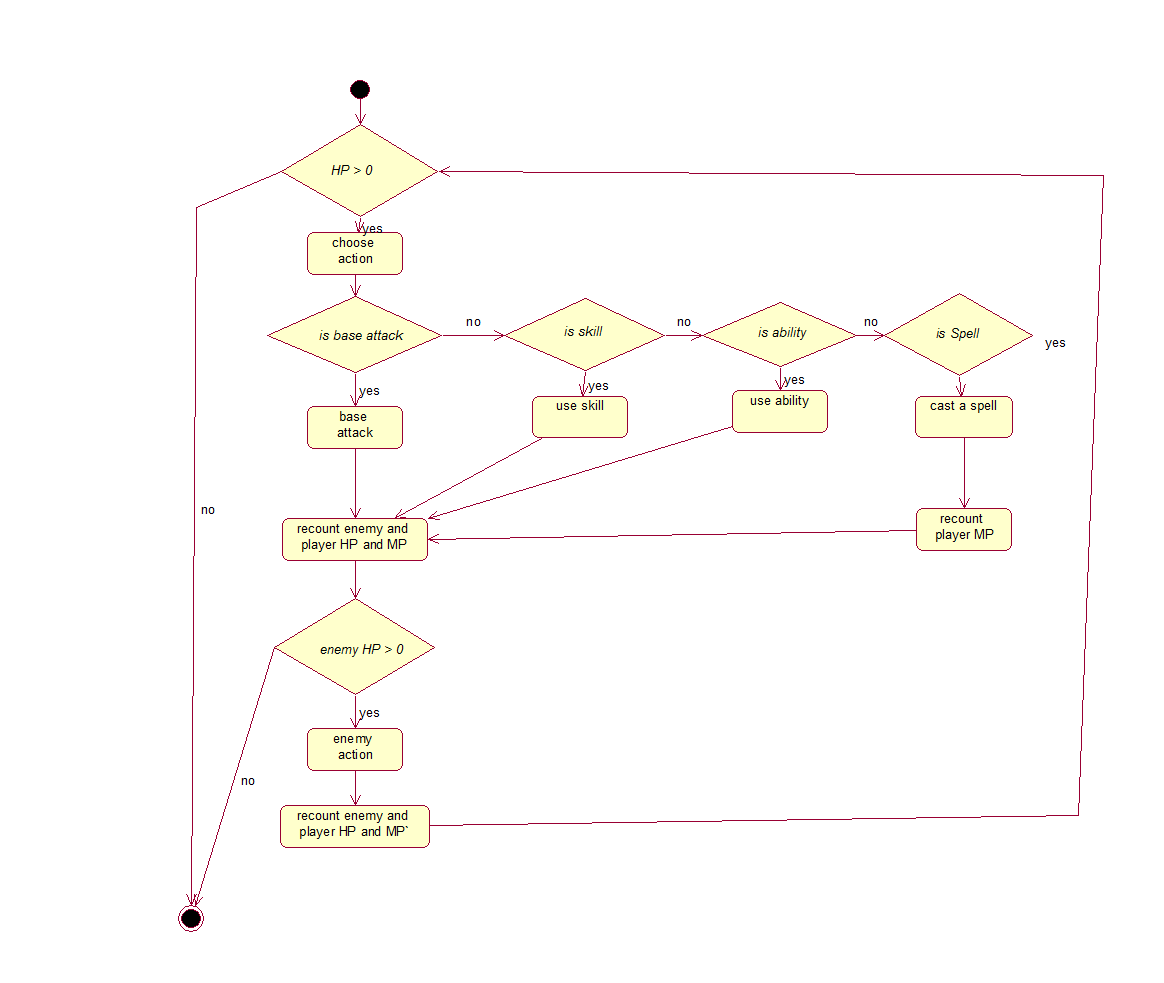 HP > 0
yes
choose
action
is base attack
no
is skill
no
is ability
no
is Spell
yes
yes
yes
yes
base
attack
use skill
use ability
cast a spell
no
recount enemy and
player HP and MP
recount
player MP
enemy HP > 0
yes
enemy
action
no
recount enemy and
player HP and MP`